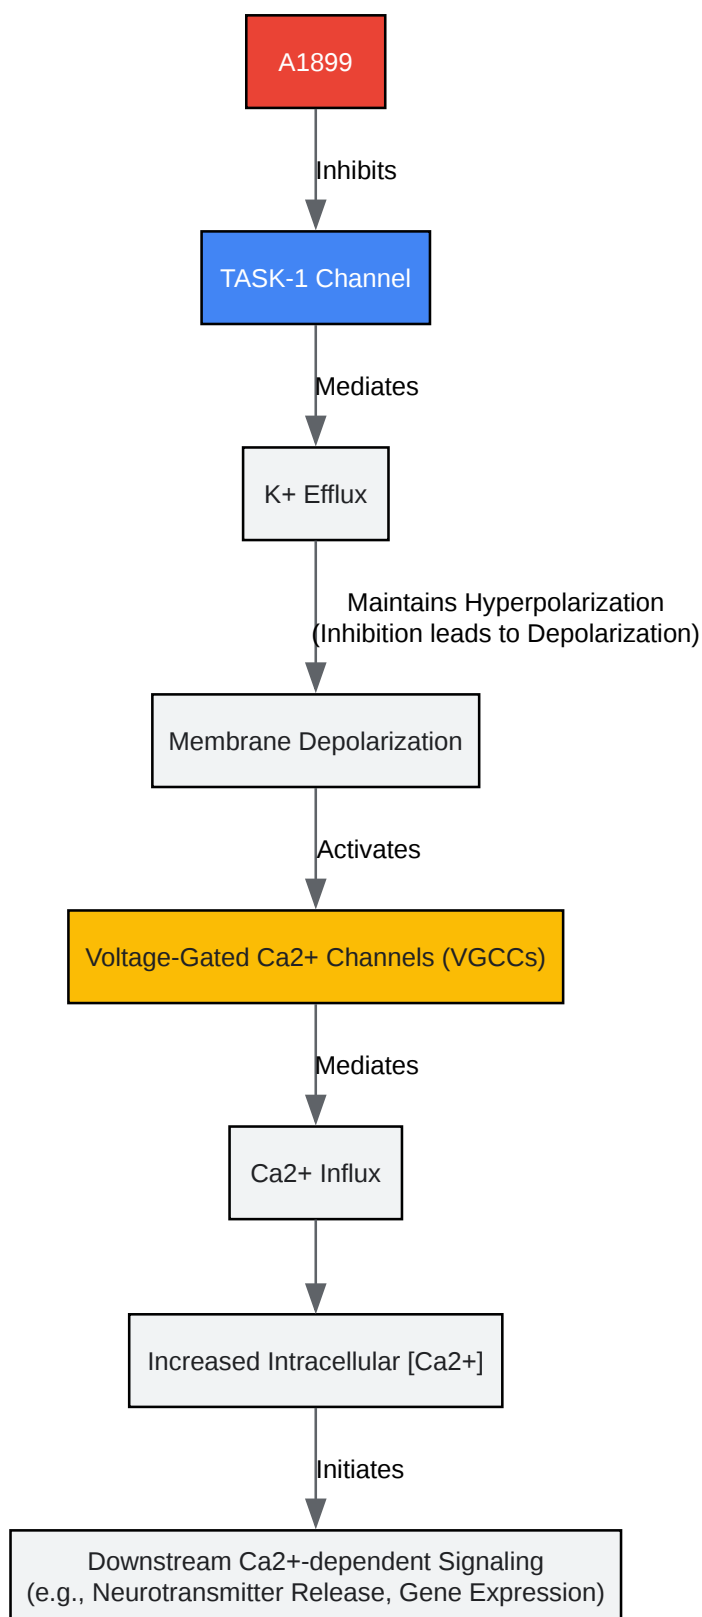 A1899
Inhibits
TASK-1 Channel
Mediates
K+ Efflux
Maintains Hyperpolarization
(Inhibition leads to Depolarization)
Membrane Depolarization
Activates
Voltage-Gated Ca2+ Channels (VGCCs)
Mediates
Ca2+ Influx
Increased Intracellular [Ca2+]
Initiates
Downstream Ca2+-dependent Signaling
(e.g., Neurotransmitter Release, Gene Expression)